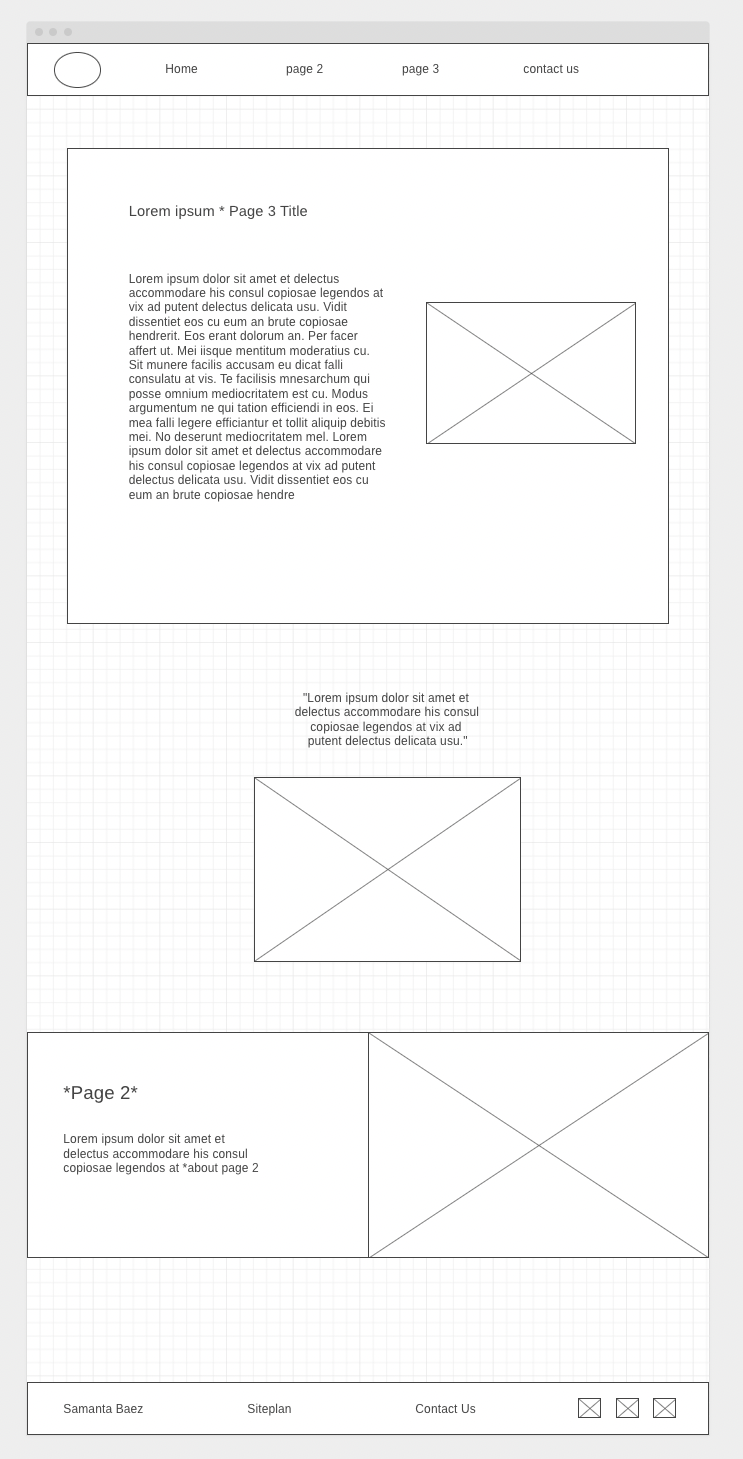 Home page 2 page 3 contact us
Lorem ipsum * Page 3 Title
Lorem ipsum dolor sit amet et delectus
accommodare his consul copiosae legendos at
vix ad putent delectus delicata usu. Vidit
dissentiet eos cu eum an brute copiosae
hendrerit. Eos erant dolorum an. Per facer
affert ut. Mei iisque mentitum moderatius cu.
Sit munere facilis accusam eu dicat falli
consulatu at vis. Te facilisis mnesarchum qui
posse omnium mediocritatem est cu. Modus
argumentum ne qui tation efficiendi in eos. Ei
mea falli legere efficiantur et tollit aliquip debitis
mei. No deserunt mediocritatem mel. Lorem
ipsum dolor sit amet et delectus accommodare
his consul copiosae legendos at vix ad putent
delectus delicata usu. Vidit dissentiet eos cu
eum an brute copiosae hendre
"Lorem ipsum dolor sit amet et
delectus accommodare his consul
copiosae legendos at vix ad
putent delectus delicata usu."
*Page 2*
Lorem ipsum dolor sit amet et
delectus accommodare his consul
copiosae legendos at *about page 2
Samanta Baez Siteplan Contact Us